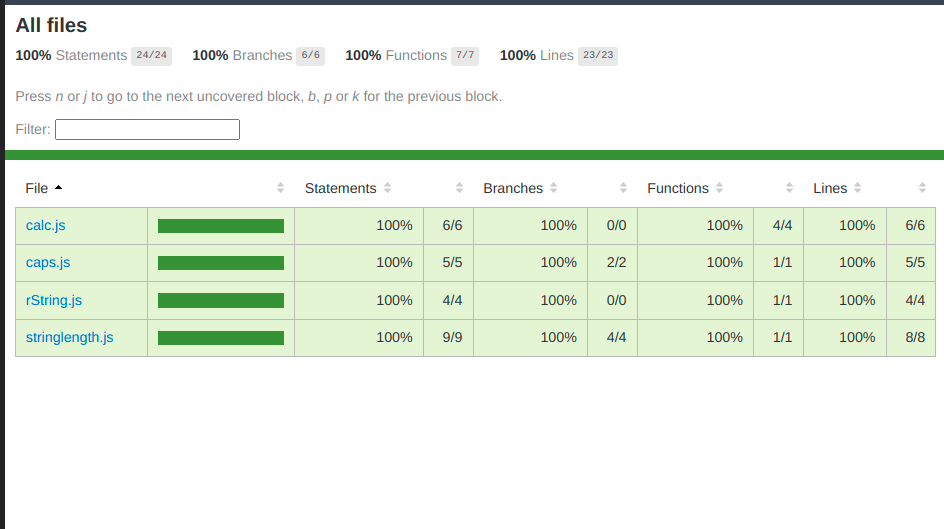 All files
100% Statements 24/24 100% Branches 6/6 100% Functions 7/7 100% Lines 23/23
Press n or j to go to the next uncovered block, b, p or k for the previous block.
Filter:
File Statements Branches Functions Lines
calc.js 100% 6/6 100% 0/0 100% 4/4 100% 6/6
caps.js 100% 5/5 100% 2/2 100% 1/1 100% 5/5
rString.js 100% 4/4 100% 0/0 100% 1/1 100% 4/4
stringlength.js 100% 9/9 100% 4/4 100% 1/1 100% 8/8